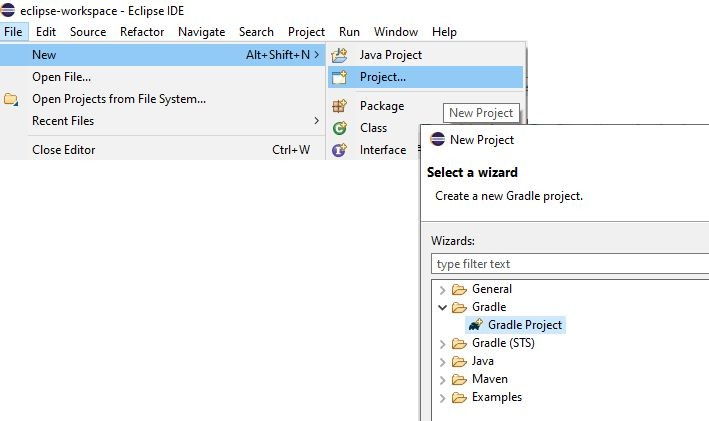 eclipse-workspace - Eclipse IDE
File Edit Source Refactor Navigate Search Project Run Window Help
New Alt+Shift+N >
Open File...
Open Projects from File System...
Recent Files >
Close Editor Ctrl+W
Java Project
Project...
Package
Class
Interface
New Project
New Project
Select a wizard
Create a new Gradle project.
Wizards:
type filter text
General
Gradle
Gradle Project
Gradle (STS)
Java
Maven
Examples